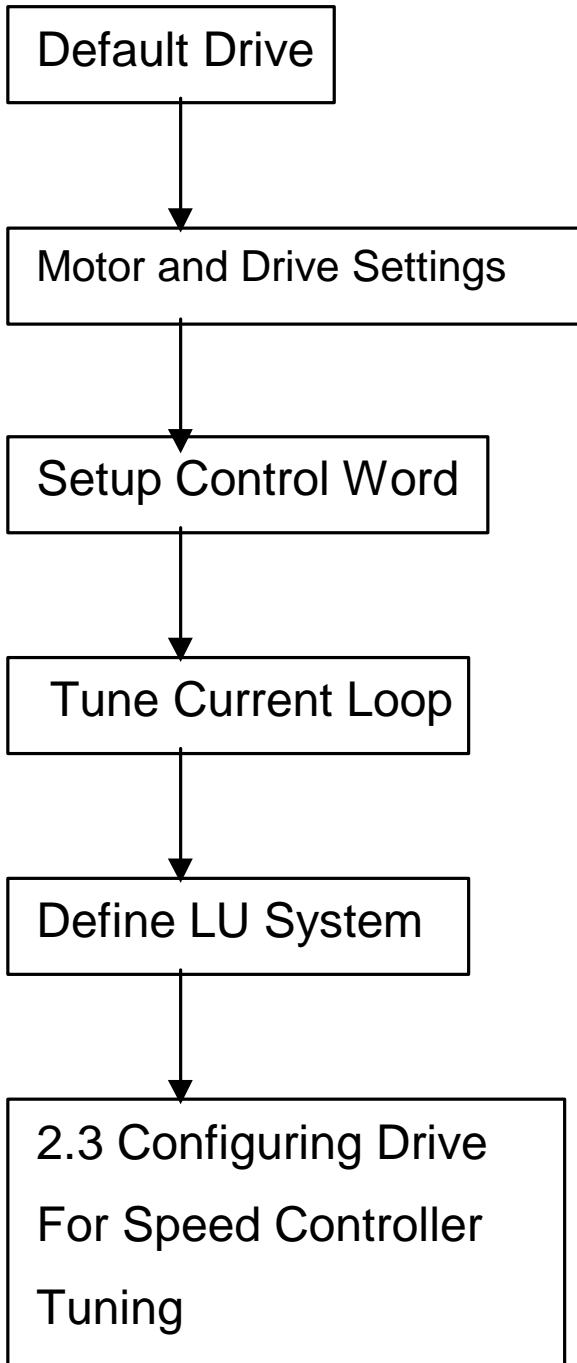 Default Drive
Motor and Drive Settings
Setup Control Word
Tune Current Loop
Define LU System
2.3 Configuring Drive
For Speed Controller
Tuning